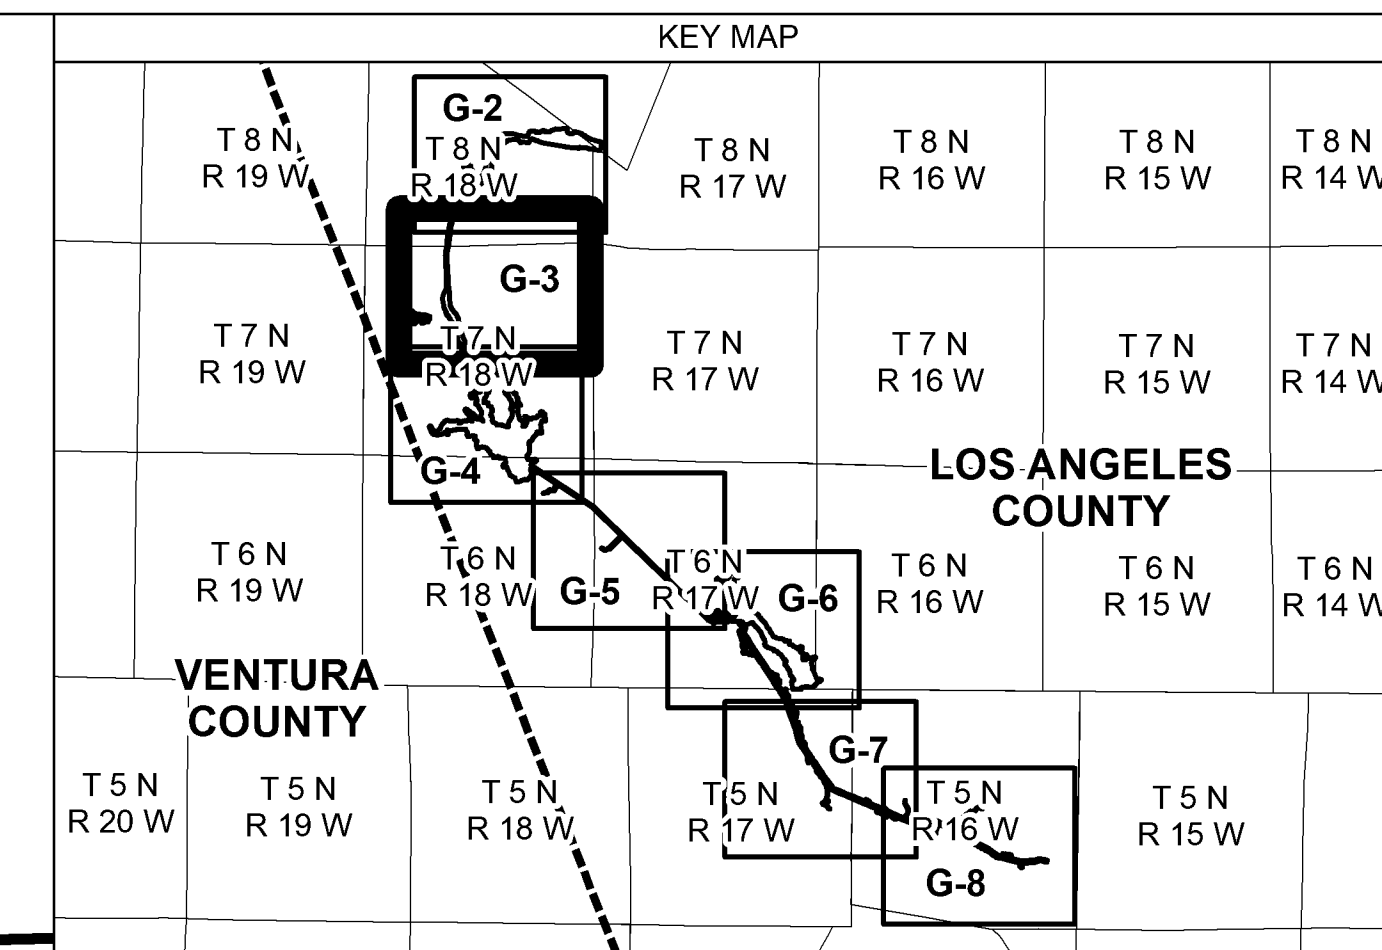 KEY MAP
G-2
T 8 N
R 19 W
T 8 N
R 18 W
T 8 N
R 17 W
T 8 N
R 16 W
T 8 N
R 15 W
T 8 N
R 14 W
G-3
T 7 N
R 19 W
T 7 N
R 18 W
T 7 N
R 17 W
T 7 N
R 16 W
T 7 N
R 15 W
T 7 N
R 14 W
G-4
LOS ANGELES
COUNTY
T 6 N
R 19 W
T 6 N
R 18 W
G-5
T 6 N
R 17 W
G-6
T 6 N
R 16 W
T 6 N
R 15 W
T 6 N
R 14 W
VENTURA
COUNTY
G-7
T 5 N
R 20 W
T 5 N
R 19 W
T 5 N
R 18 W
T 5 N
R 17 W
T 5 N
R 16 W
T 5 N
R 15 W
G-8